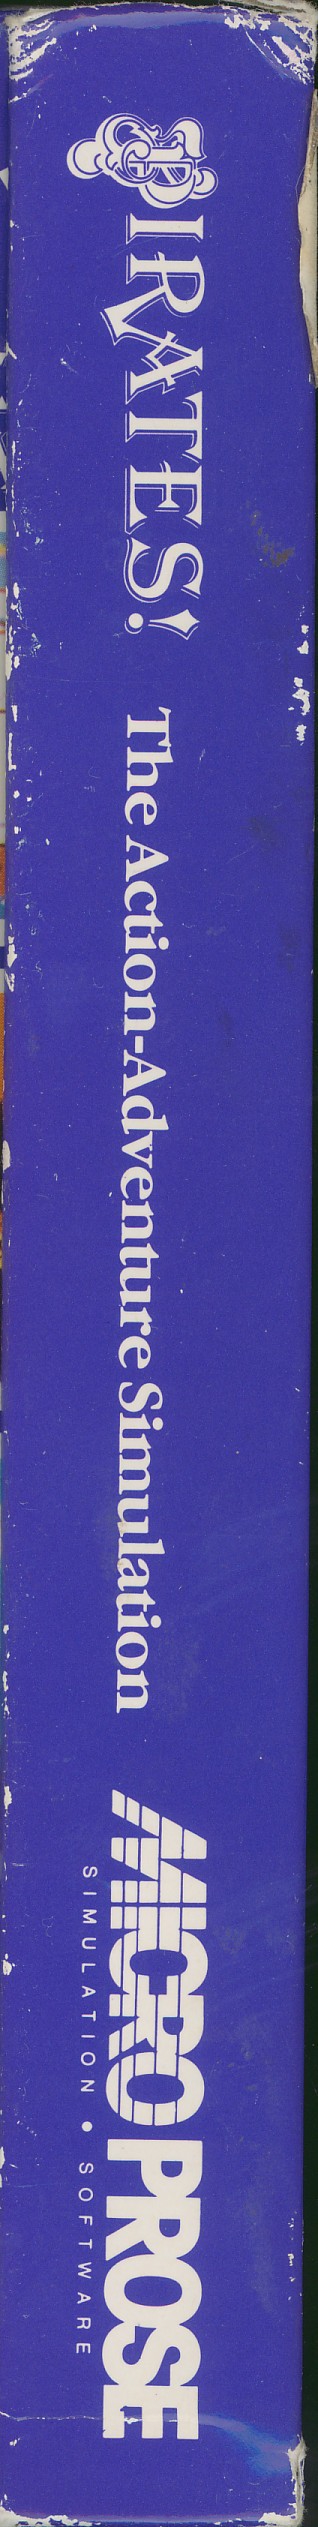 PIRATES!
The Action-Adventure Simulation
MICRO PROSE
SIMULATION • SOFTWARE